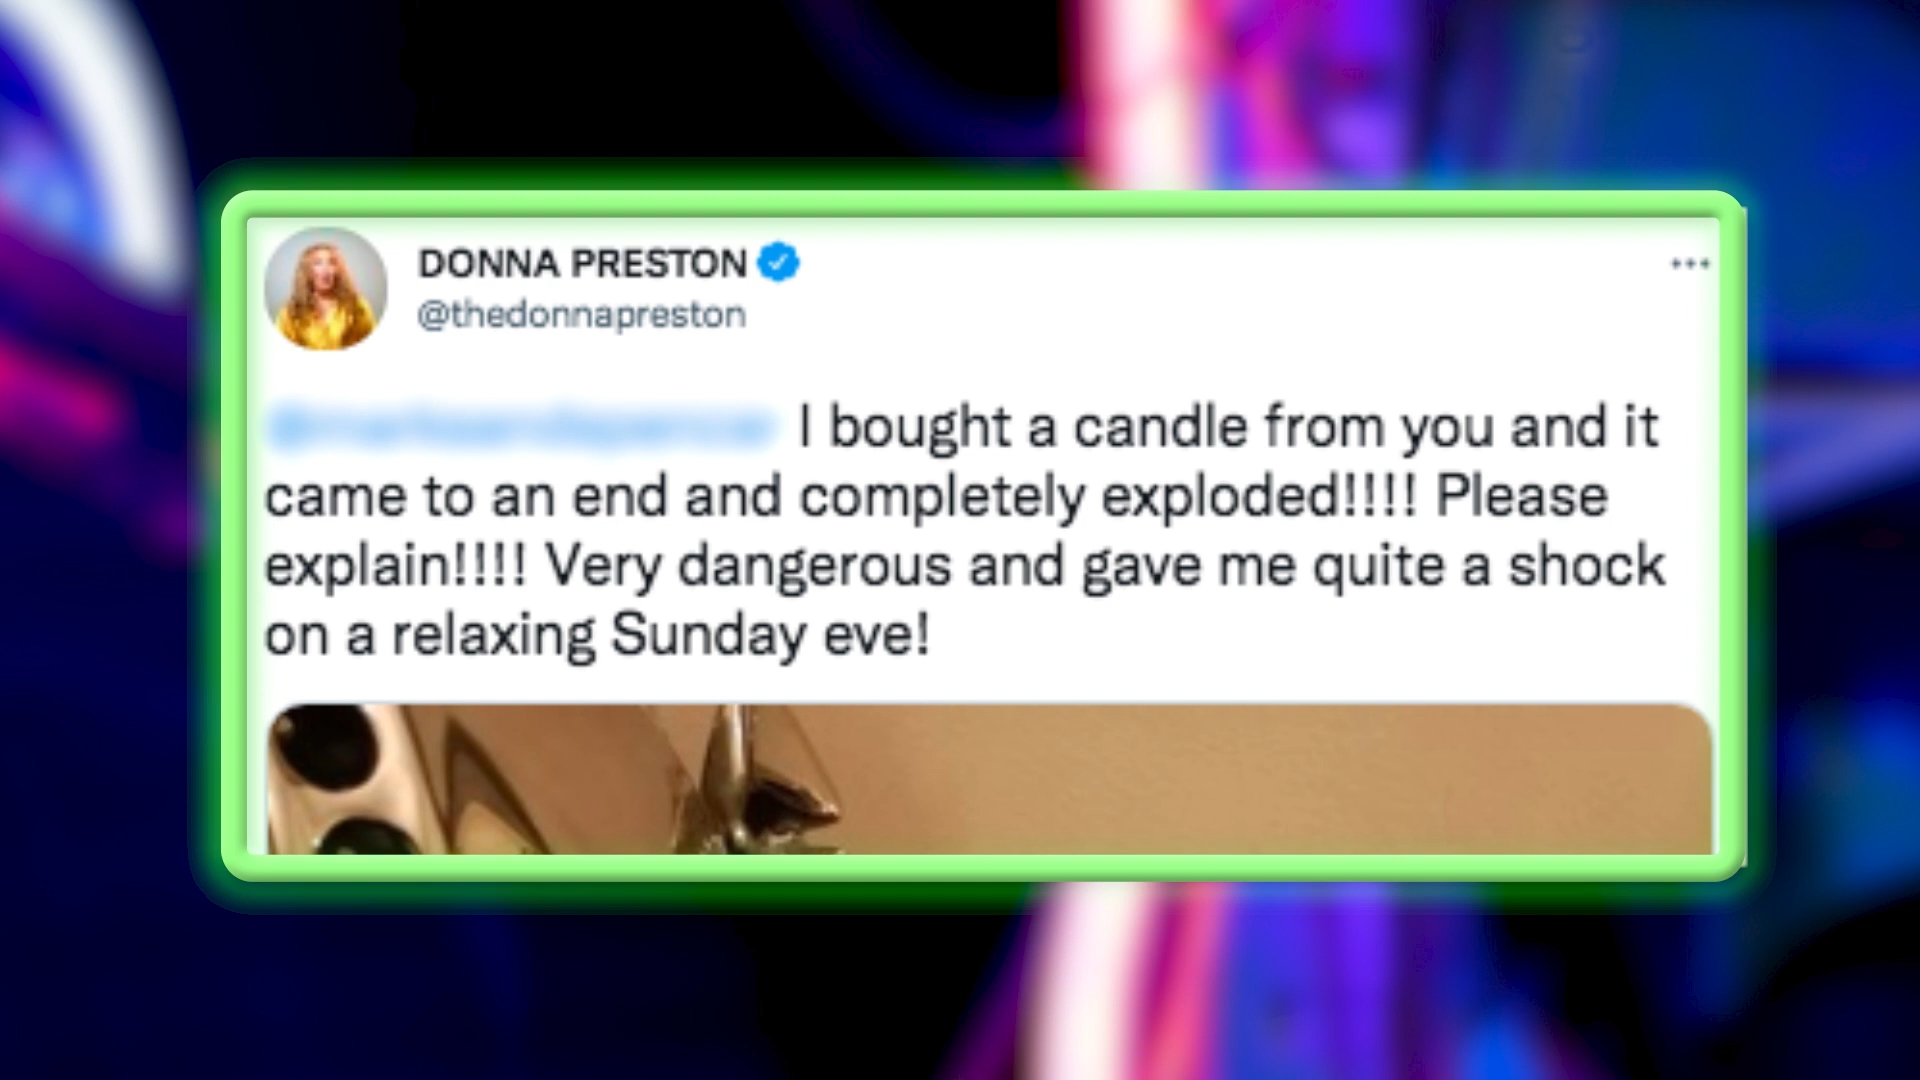 DONNA PRESTON
@thedonnapreston
I bought a candle from you and it
came to an end and completely exploded!!!! Please
explain!!!! Very dangerous and gave me quite a shock
on a relaxing Sunday eve!